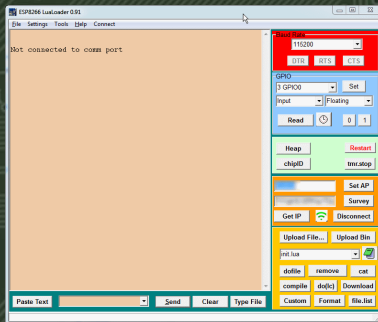 ESP8266 LuaLoader 0.91
File Settings Tools Help Connect
Not connected to comm port
Baud Rate
115200
DTR RTS CTS
GPIO
3 GPIO0 Set
Input Floating
Read 0 1
Heap Restart
chipID tmr.stop
Set AP
Survey
Get IP Disconnect
Upload File... Upload Bin
init.lua
dofile remove cat
compile do(lc) Download
Custom Format file.list
Paste Text Send Clear Type File